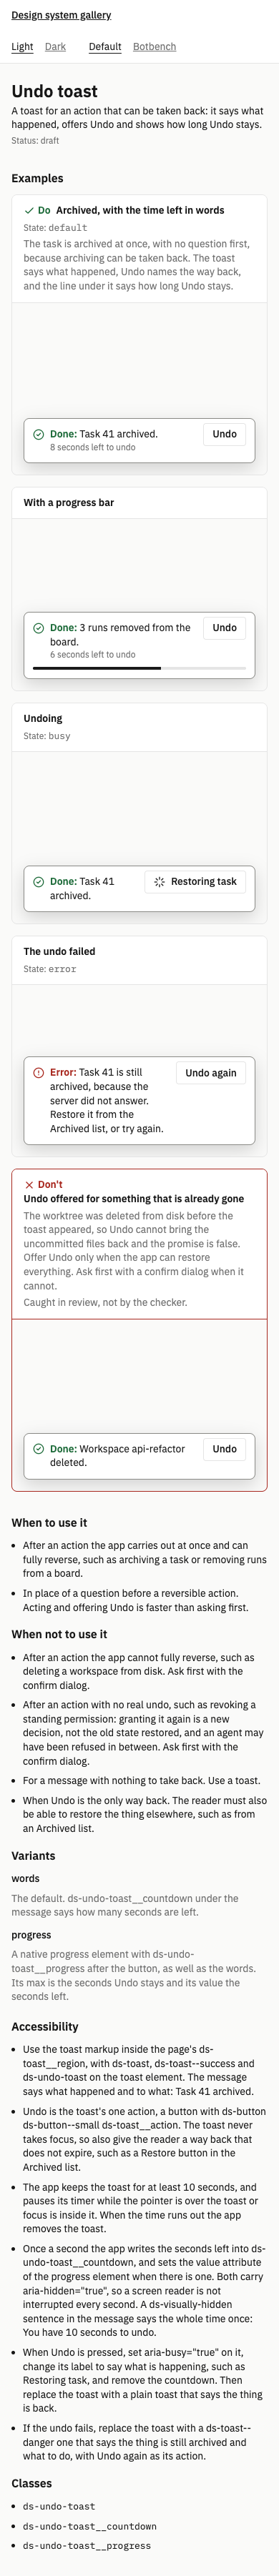 Design system gallery
Light Dark Default Botbench
Undo toast
A toast for an action that can be taken back: it says what
happened, offers Undo and shows how long Undo stays.
Status: draft
Examples
Do Archived, with the time left in words
State: default
The task is archived at once, with no question first,
because archiving can be taken back. The toast
says what happened, Undo names the way back,
and the line under it says how long Undo stays.
Done: Task 41 archived.
Undo
8 seconds left to undo
With a progress bar
Done: 3 runs removed from the
board.
Undo
6 seconds left to undo
Undoing
State: busy
Done: Task 41
archived.
Restoring task
The undo failed
State: error
Error: Task 41 is still
archived, because the
server did not answer.
Restore it from the
Archived list, or try again.
Undo again
Don't
Undo offered for something that is already gone
The worktree was deleted from disk before the
toast appeared, so Undo cannot bring the
uncommitted files back and the promise is false.
Offer Undo only when the app can restore
everything. Ask first with a confirm dialog when it
cannot.
Caught in review, not by the checker.
Done: Workspace api-refactor
deleted.
Undo
When to use it
• After an action the app carries out at once and can
fully reverse, such as archiving a task or removing runs
from a board.
• In place of a question before a reversible action.
Acting and offering Undo is faster than asking first.
When not to use it
• After an action the app cannot fully reverse, such as
deleting a workspace from disk. Ask first with the
confirm dialog.
• After an action with no real undo, such as revoking a
standing permission: granting it again is a new
decision, not the old state restored, and an agent may
have been refused in between. Ask first with the
confirm dialog.
• For a message with nothing to take back. Use a toast.
• When Undo is the only way back. The reader must also
be able to restore the thing elsewhere, such as from
an Archived list.
Variants
words
The default. ds-undo-toast__countdown under the
message says how many seconds are left.
progress
A native progress element with ds-undo-
toast__progress after the button, as well as the words.
Its max is the seconds Undo stays and its value the
seconds left.
Accessibility
• Use the toast markup inside the page's ds-
toast__region, with ds-toast, ds-toast--success and
ds-undo-toast on the toast element. The message
says what happened and to what: Task 41 archived.
• Undo is the toast's one action, a button with ds-button
ds-button--small ds-toast__action. The toast never
takes focus, so also give the reader a way back that
does not expire, such as a Restore button in the
Archived list.
• The app keeps the toast for at least 10 seconds, and
pauses its timer while the pointer is over the toast or
focus is inside it. When the time runs out the app
removes the toast.
• Once a second the app writes the seconds left into ds-
undo-toast__countdown, and sets the value attribute
of the progress element when there is one. Both carry
aria-hidden="true", so a screen reader is not
interrupted every second. A ds-visually-hidden
sentence in the message says the whole time once:
You have 10 seconds to undo.
• When Undo is pressed, set aria-busy="true" on it,
change its label to say what is happening, such as
Restoring task, and remove the countdown. Then
replace the toast with a plain toast that says the thing
is back.
• If the undo fails, replace the toast with a ds-toast--
danger one that says the thing is still archived and
what to do, with Undo again as its action.
Classes
• ds-undo-toast
• ds-undo-toast__countdown
• ds-undo-toast__progress